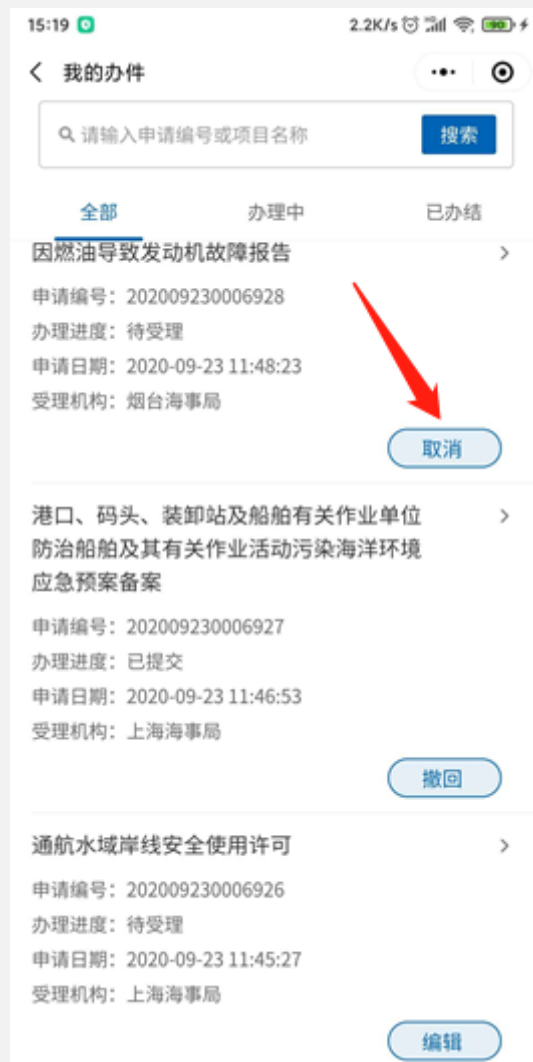 15:19 2.2K/s 90
我的办件
请输入申请编号或项目名称 搜索
全部 办理中 已办结
因燃油导致发动机故障报告
申请编号：202009230006928
办理进度：待受理
申请日期：2020-09-23 11:48:23
受理机构：烟台海事局
取消
港口、码头、装卸站及船舶有关作业单位
防治船舶及其有关作业活动污染海洋环境
应急预案备案
申请编号：202009230006927
办理进度：已提交
申请日期：2020-09-23 11:46:53
受理机构：上海海事局
撤回
通航水域岸线安全使用许可
申请编号：202009230006926
办理进度：待受理
申请日期：2020-09-23 11:45:27
受理机构：上海海事局
编辑